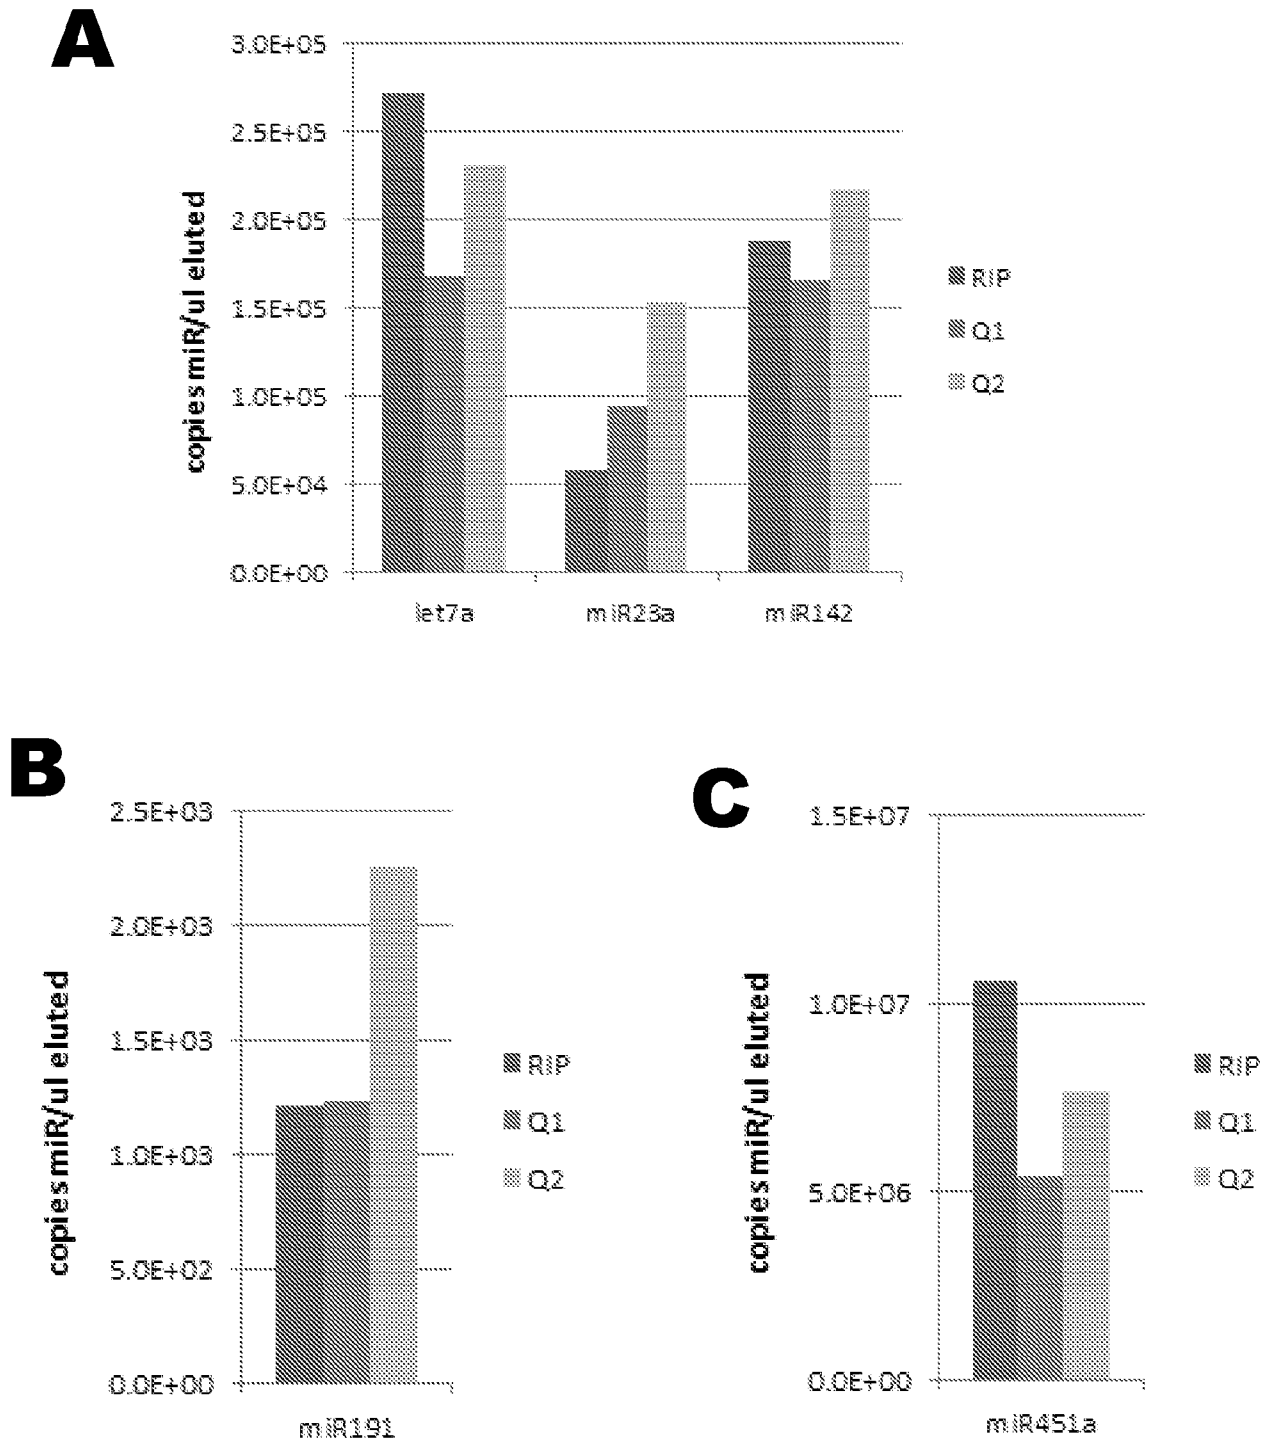 A
3.0E+05
2.5E+05
2.0E+05
1.5E+05
1.0E+05
5.0E+04
0.0E+00
copies miR/ul eluted
let7a
miR23a
miR142
RIP
Q1
Q2
B
2.5E+03
2.0E+03
1.5E+03
1.0E+03
5.0E+02
0.0E+00
copies miR/ul eluted
miR191
RIP
Q1
Q2
C
1.5E+07
1.0E+07
5.0E+06
0.0E+00
copies miR/ul eluted
miR451a
RIP
Q1
Q2